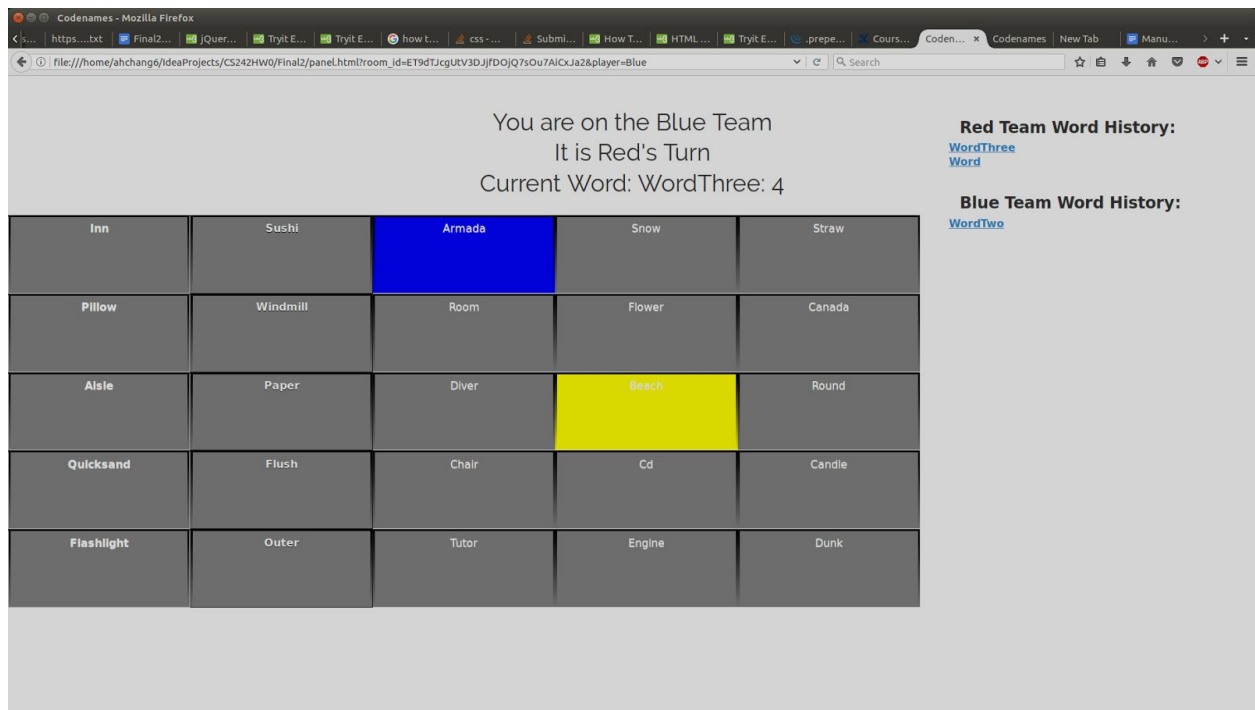 Codenames - Mozilla Firefox
s... https:...txt Final2... jQuer... Tryit E... Tryit E... how t... css -... Submi... How T... HTML ... Tryit E... .prepe... Cours... Coden... × Codenames New Tab Manu...
file:///home/ahchang6/IdeaProjects/CS242HW0/Final2/panel.html?room_id=ET9dTJcgUtV3DJjfDOjQ7sOu7AiCxJa2&player=Blue Search ABP
You are on the Blue Team
It is Red's Turn
Current Word: WordThree: 4
Red Team Word History:
WordThree
Word
Blue Team Word History:
WordTwo
Inn Sushi Armada Snow Straw
Pillow Windmill Room Flower Canada
Aisle Paper Diver Beach Round
Quicksand Flush Chair Cd Candle
Flashlight Outer Tutor Engine Dunk